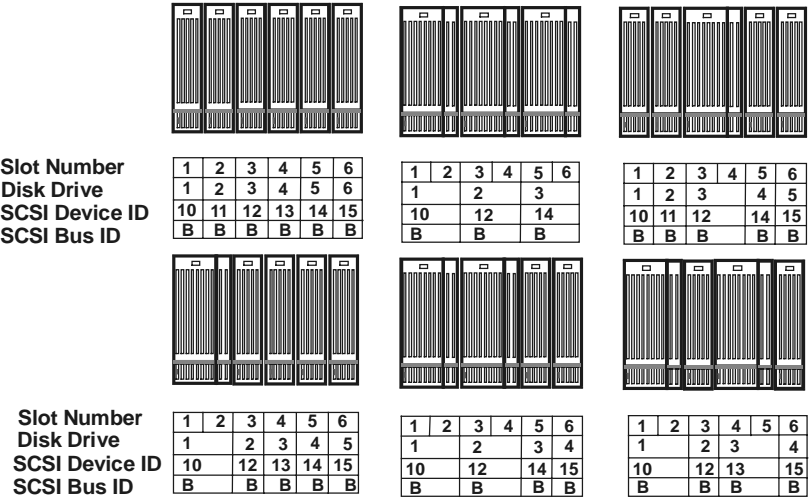 Slot Number 1 2 3 4 5 6 1 2 3 4 5 6 1 2 3 4 5 6
Disk Drive 1 2 3 4 5 6 1 2 3 1 2 3 4 5
SCSI Device ID 10 11 12 13 14 15 10 12 14 10 11 12 14 15
SCSI Bus ID B B B B B B B B B B B B B B
Slot Number 1 2 3 4 5 6 1 2 3 4 5 6 1 2 3 4 5 6
Disk Drive 1 2 3 4 5 1 2 3 4 1 2 3 4
SCSI Device ID 10 12 13 14 15 10 12 14 15 10 12 13 15
SCSI Bus ID B B B B B B B B B B B B B